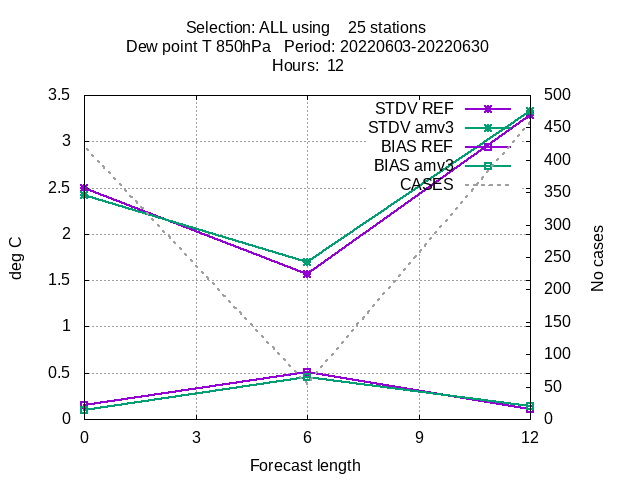 Selection: ALL using    25 stations
Dew point T 850hPa   Period: 20220603-20220630
Hours:  12
3.5
3
2.5
2
1.5
1
0.5
0
500
450
400
350
300
250
200
150
100
50
0
STDV REF
STDV amv3
BIAS REF
BIAS amv3
CASES
deg C
No cases
0 3 6 9 12
Forecast length